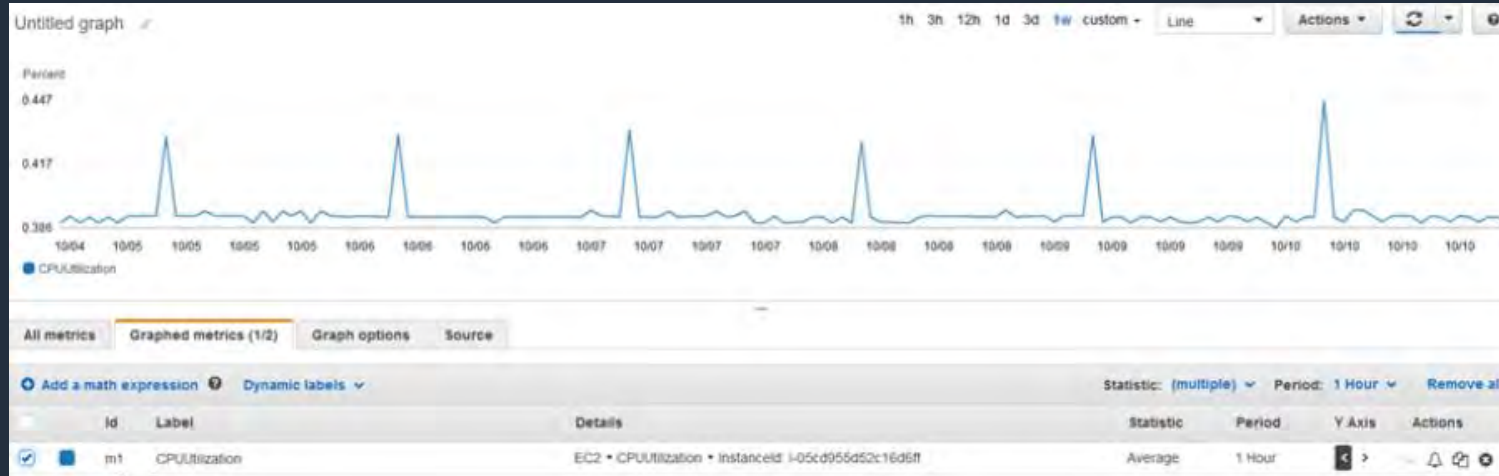 Untitled graph
1h 3h 12h 1d 3d 1w custom Line Actions
Percent
0.447
0.417
0.386
10/04 10/05 10/05 10/05 10/05 10/06 10/06 10/06 10/06 10/07 10/07 10/07 10/07 10/08 10/08 10/08 10/08 10/09 10/09 10/09 10/09 10/10 10/10 10/10 10/10
CPUUtilization
All metrics Graphed metrics (1/2) Graph options Source
Add a math expression Dynamic labels Statistic: (multiple) Period: 1 Hour Remove all
Id Label Details Statistic Period Y Axis Actions
m1 CPUUtilization EC2 • CPUUtilization • InstanceId: i-05cd955d52c16d6ff Average 1 Hour